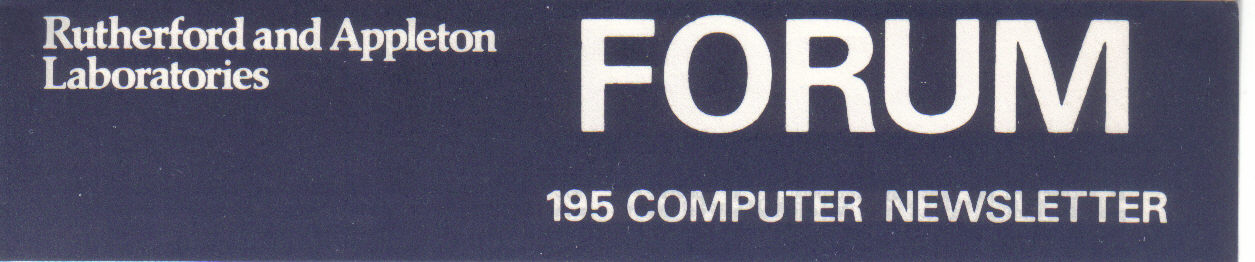 Rutherford and Appleton
Laboratories
FORUM
195 COMPUTER NEWSLETTER